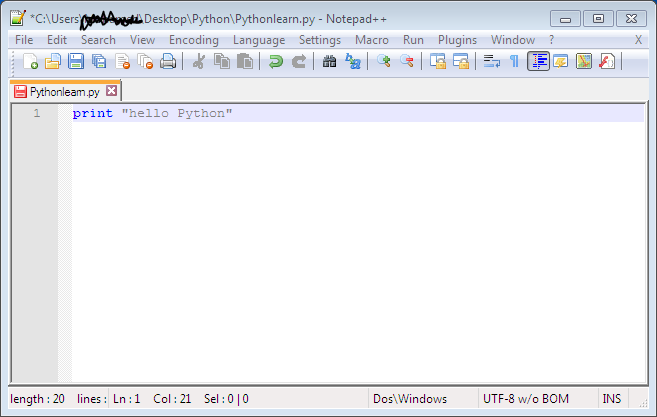 *C:\Users\ \Desktop\Python\Pythonlearn.py - Notepad++
File Edit Search View Encoding Language Settings Macro Run Plugins Window ? X
Pythonlearn.py
1 print "hello Python"
length : 20 lines : Ln : 1 Col : 21 Sel : 0 | 0 Dos\Windows UTF-8 w/o BOM INS